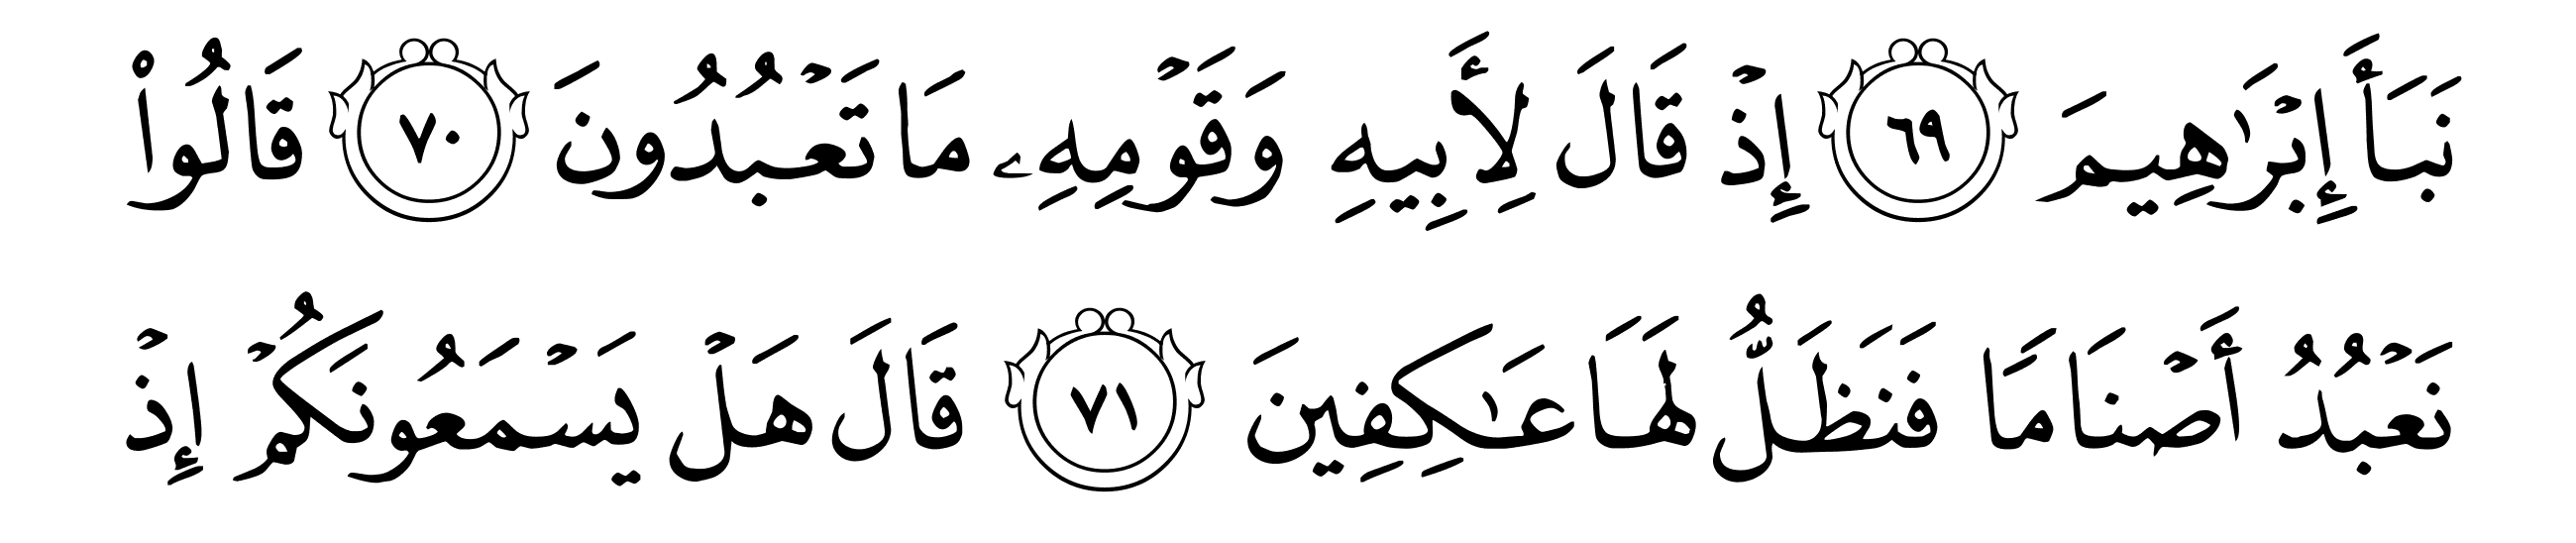 نَبَأَ إِبْرَٰهِيمَ ٦٩ إِذْ قَالَ لِأَبِيهِ وَقَوْمِهِۦ مَا تَعْبُدُونَ ٧٠ قَالُوا۟
نَعْبُدُ أَصْنَامًا فَنَظَلُّ لَهَا عَـٰكِفِينَ ٧١ قَالَ هَلْ يَسْمَعُونَكُمْ إِذْ